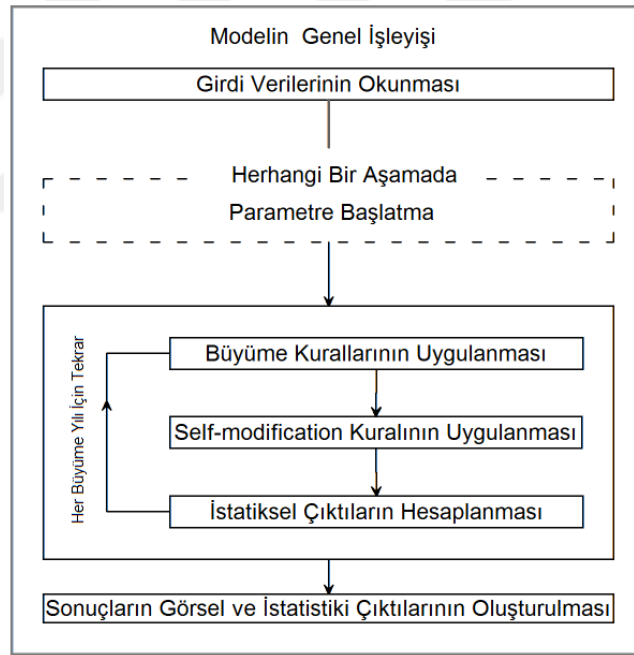 Modelin Genel İşleyişi
Girdi Verilerinin Okunması
Herhangi Bir Aşamada
Parametre Başlatma
Her Büyüme Yılı İçin Tekrar
Büyüme Kurallarının Uygulanması
Self-modification Kuralının Uygulanması
İstatiksel Çıktıların Hesaplanması
Sonuçların Görsel ve İstatistiki Çıktılarının Oluşturulması